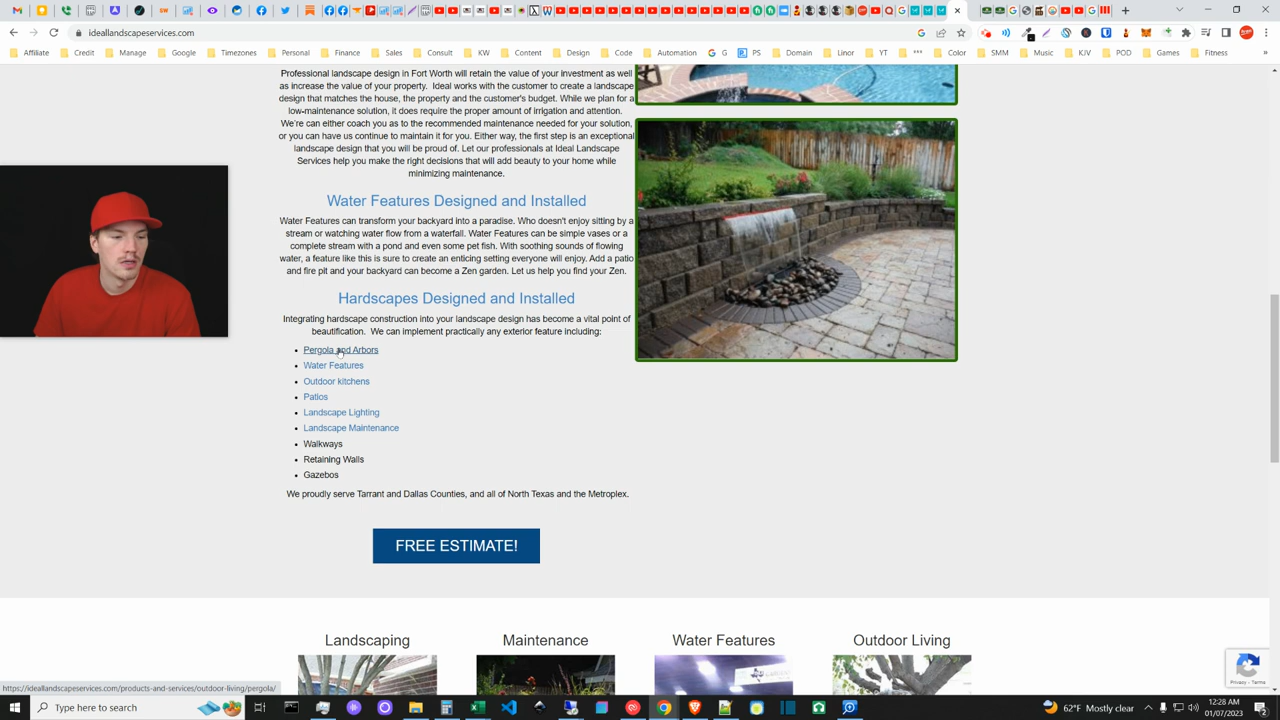 ideallandscapeservices.com
Affiliate Credit Manage Google Timezones Personal Finance Sales Consult KW Content Design Code Automation G PS Domain Linor YT *** Color SMM Music KJV POD Games Fitness
Professional landscape design in Fort Worth will retain the value of your investment as well
as increase the value of your property. Ideal works with the customer to create a landscape
design that matches the house, the property and the customer's budget. While we plan for a
low-maintenance solution, it does require the proper amount of irrigation and attention.
We're can either coach you as to the recommended maintenance needed for your solution,
or you can have us continue to maintain it for you. Either way, the first step is an exceptional
landscape design that you will be proud of. Let our professionals at Ideal Landscape
Services help you make the right decisions that will add beauty to your home while
minimizing maintenance.
Water Features Designed and Installed
Water Features can transform your backyard into a paradise. Who doesn't enjoy sitting by a
stream or watching water flow from a waterfall. Water Features can be simple vases or a
complete stream with a pond and even some pet fish. With soothing sounds of flowing
water, a feature like this is sure to create an enticing setting everyone will enjoy. Add a patio
and fire pit and your backyard can become a Zen garden. Let us help you find your Zen.
Hardscapes Designed and Installed
Integrating hardscape construction into your landscape design has become a vital point of
beautification. We can implement practically any exterior feature including:
• Pergola and Arbors
• Water Features
• Outdoor kitchens
• Patios
• Landscape Lighting
• Landscape Maintenance
• Walkways
• Retaining Walls
• Gazebos
We proudly serve Tarrant and Dallas Counties, and all of North Texas and the Metroplex.
FREE ESTIMATE!
Landscaping Maintenance Water Features Outdoor Living
Privacy - Terms
https://ideallandscapeservices.com/products-and-services/outdoor-living/pergola/
Type here to search
62°F Mostly clear
12:28 AM
01/07/2023